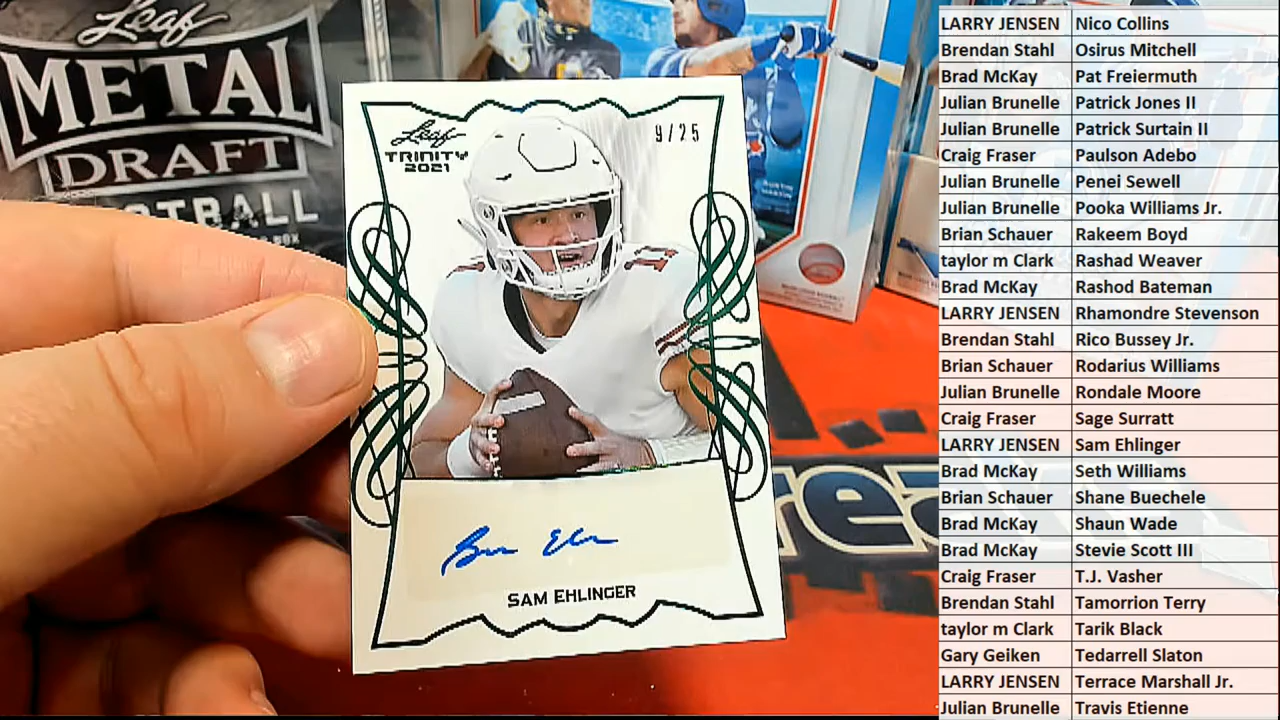 Leaf
METAL
DRAFT
FOOTBALL
BOX
Leaf
TRINITY
2021
9/25
11
Sam Ehlinger
SAM EHLINGER
LARRY JENSEN Nico Collins
Brendan Stahl Osirus Mitchell
Brad McKay Pat Freiermuth
Julian Brunelle Patrick Jones II
Julian Brunelle Patrick Surtain II
Craig Fraser Paulson Adebo
Julian Brunelle Penei Sewell
Julian Brunelle Pooka Williams Jr.
Brian Schauer Rakeem Boyd
taylor m Clark Rashad Weaver
Brad McKay Rashod Bateman
LARRY JENSEN Rhamondre Stevenson
Brendan Stahl Rico Bussey Jr.
Brian Schauer Rodarius Williams
Julian Brunelle Rondale Moore
Craig Fraser Sage Surratt
LARRY JENSEN Sam Ehlinger
Brad McKay Seth Williams
Brian Schauer Shane Buechele
Brad McKay Shaun Wade
Brad McKay Stevie Scott III
Craig Fraser T.J. Vasher
Brendan Stahl Tamorrion Terry
taylor m Clark Tarik Black
Gary Geiken Tedarrell Slaton
LARRY JENSEN Terrace Marshall Jr.
Julian Brunelle Travis Etienne